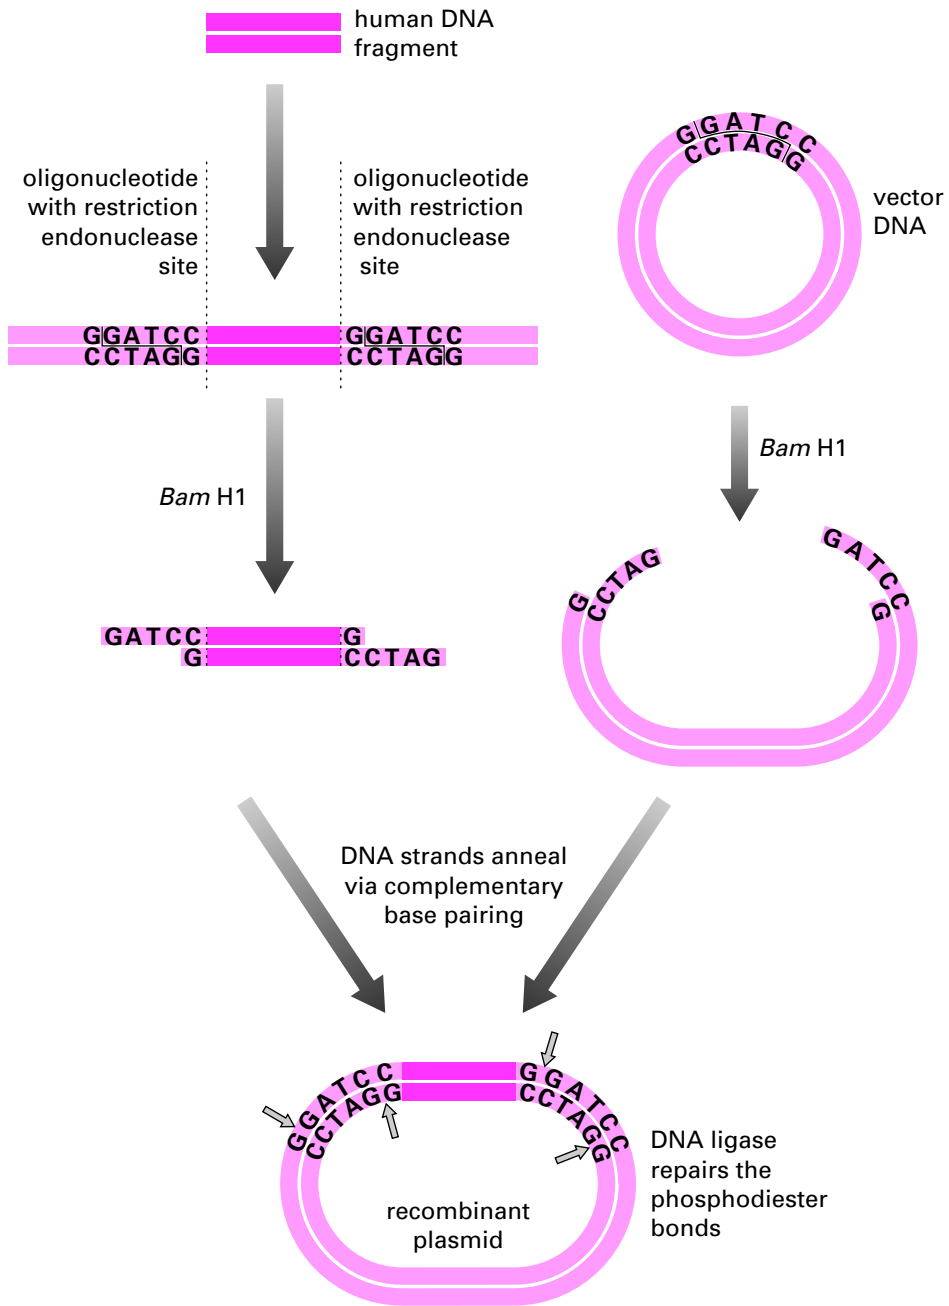 human DNA
fragment
oligonucleotide
with restriction
endonuclease
site
oligonucleotide
with restriction
endonuclease
site
GGATCC
CCTAGG
vector
DNA
GGATCC
CCTAGG
GGATCC
CCTAGG
Bam H1
Bam H1
GATCC
G
G
CCTAG
G
CCTAG
GATCC
G
DNA strands anneal
via complementary
base pairing
GGATCC
CCTAGG
GGATCC
CCTAGG
DNA ligase
repairs the
phosphodiester
bonds
recombinant
plasmid